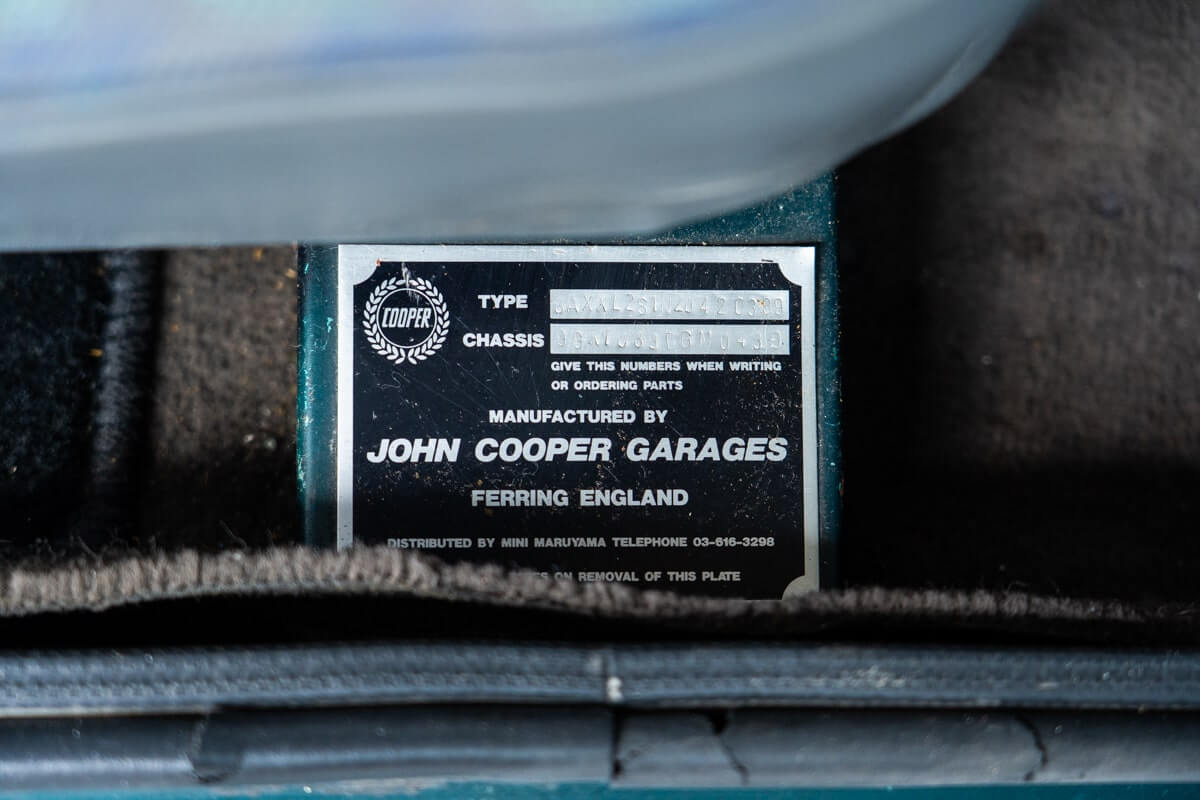 COOPER
TYPE
CHASSIS
GIVE THIS NUMBERS WHEN WRITING
OR ORDERING PARTS
MANUFACTURED BY
JOHN COOPER GARAGES
FERRING ENGLAND
DISTRIBUTED BY MINI MARUYAMA TELEPHONE 03-616-3298
ON REMOVAL OF THIS PLATE